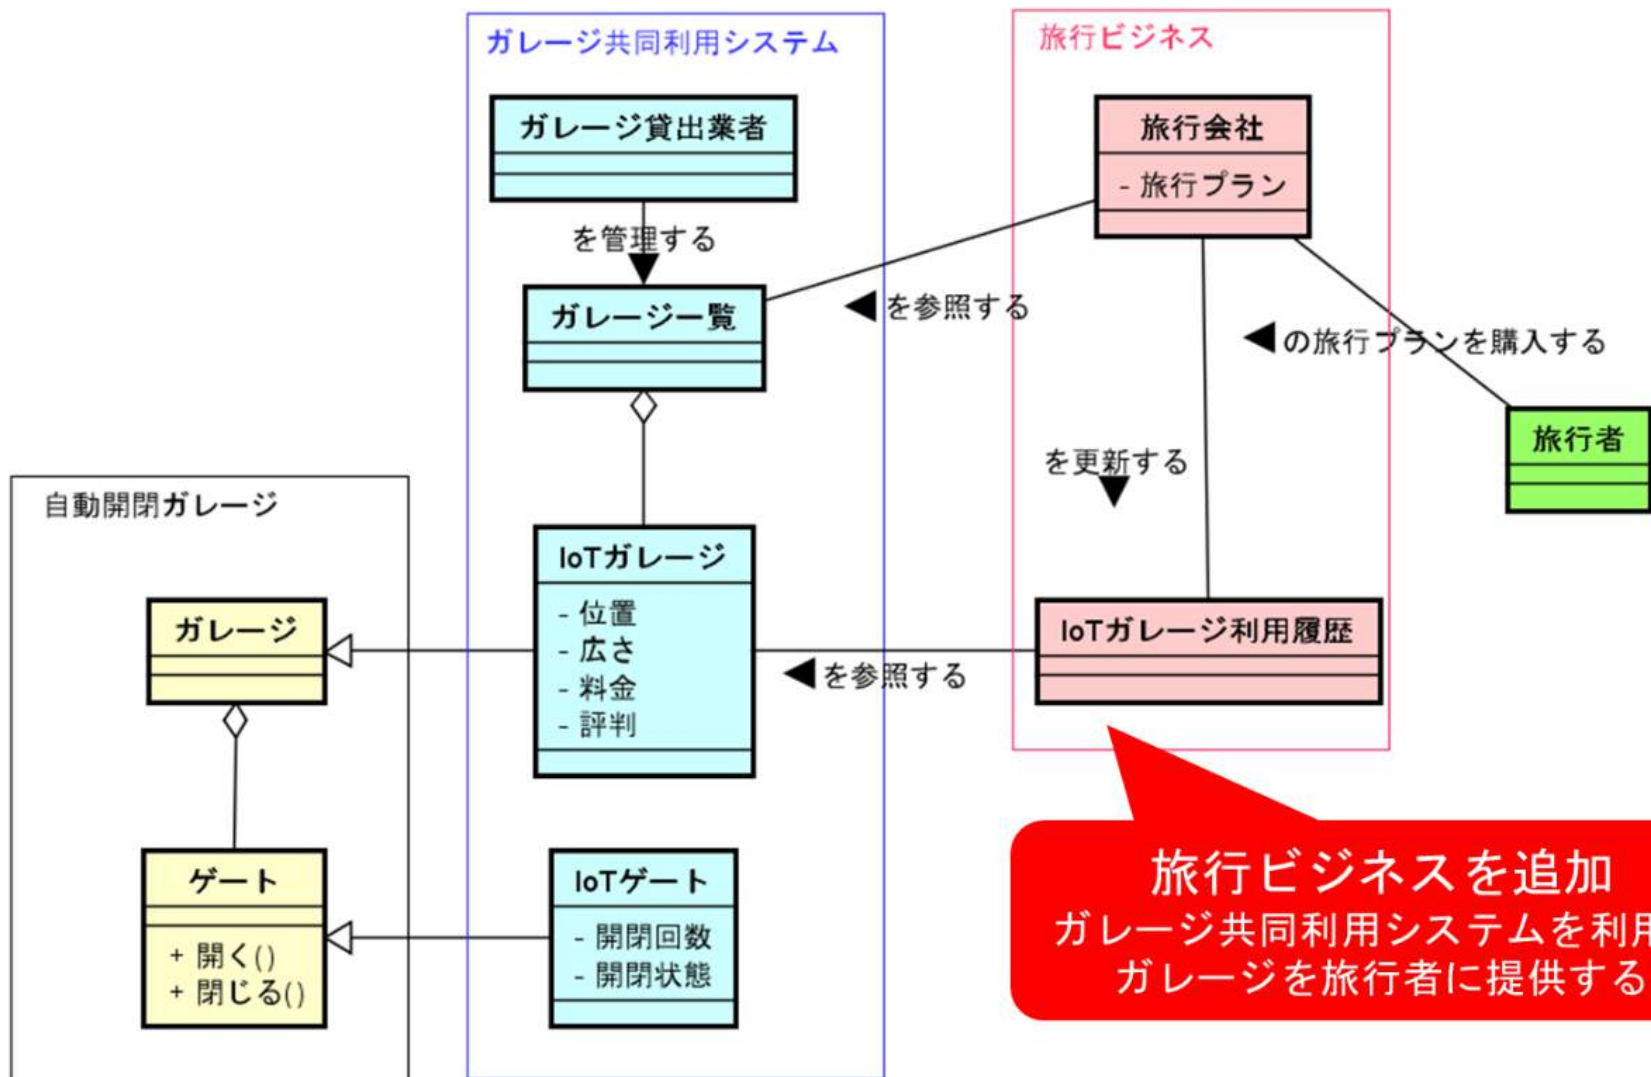 ガレージ共同利用システム
ガレージ貸出業者
を管理する
ガレージ一覧
IoTガレージ
- 位置
- 広さ
- 料金
- 評判
IoTゲート
- 開閉回数
- 開閉状態
旅行ビジネス
旅行会社
- 旅行プラン
を参照する
の旅行プランを購入する
旅行者
を更新する
IoTガレージ利用履歴
を参照する
自動開閉ガレージ
ガレージ
ゲート
+ 開く()
+ 閉じる()
旅行ビジネスを追加
ガレージ共同利用システムを利用
ガレージを旅行者に提供する